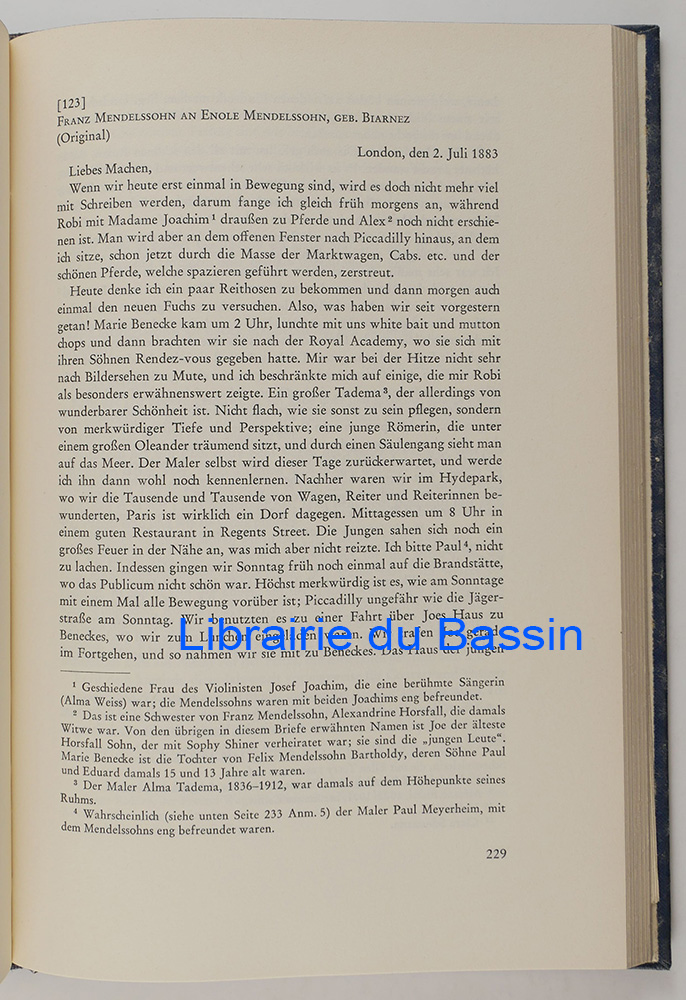 [123]
Franz Mendelssohn an Enole Mendelssohn, geb. Biarnez
(Original)
London, den 2. Juli 1883
Liebes Machen,
Wenn wir heute erst einmal in Bewegung sind, wird es doch nicht mehr viel
mit Schreiben werden, darum fange ich gleich früh morgens an, während
Robi mit Madame Joachim¹ draußen zu Pferde und Alex² noch nicht erschie-
nen ist. Man wird aber an dem offenen Fenster nach Piccadilly hinaus, an dem
ich sitze, schon jetzt durch die Masse der Marktwagen, Cabs. etc. und der
schönen Pferde, welche spazieren geführt werden, zerstreut.
Heute denke ich ein paar Reithosen zu bekommen und dann morgen auch
einmal den neuen Fuchs zu versuchen. Also, was haben wir seit vorgestern
getan! Marie Benecke kam um 2 Uhr, lunchte mit uns white bait und mutton
chops und dann brachten wir sie nach der Royal Academy, wo sie sich mit
ihren Söhnen Rendez-vous gegeben hatte. Mir war bei der Hitze nicht sehr
nach Bildersehen zu Mute, und ich beschränkte mich auf einige, die mir Robi
als besonders erwähnenswert zeigte. Ein großer Tadema³, der allerdings von
wunderbarer Schönheit ist. Nicht flach, wie sie sonst zu sein pflegen, sondern
von merkwürdiger Tiefe und Perspektive; eine junge Römerin, die unter
einem großen Oleander träumend sitzt, und durch einen Säulengang sieht man
auf das Meer. Der Maler selbst wird dieser Tage zurückerwartet, und werde
ich ihn dann wohl noch kennenlernen. Nachher waren wir im Hydepark,
wo wir die Tausende und Tausende von Wagen, Reiter und Reiterinnen be-
wunderten, Paris ist wirklich ein Dorf dagegen. Mittagessen um 8 Uhr in
einem guten Restaurant in Regents Street. Die Jungen sahen sich noch ein
großes Feuer in der Nähe an, was mich aber nicht reizte. Ich bitte Paul⁴, nicht
zu lachen. Indessen gingen wir Sonntag früh noch einmal auf die Brandstätte,
wo das Publicum nicht schön war. Höchst merkwürdig ist es, wie am Sonntage
mit einem Mal alle Bewegung vorüber ist; Piccadilly ungefähr wie die Jäger-
straße am Sonntag. Wir benutzten es zu einer Fahrt über Joes Haus zu
Beneckes, wo wir zum Lunchen eingeladen waren. Wir trafen gerade
im Fortgehen, und so nahmen wir sie mit zu Beneckes. Das Haus der jungen
Librairie du Bassin
¹ Geschiedene Frau des Violinisten Josef Joachim, die eine berühmte Sängerin
(Alma Weiss) war; die Mendelssohns waren mit beiden Joachims eng befreundet.
² Das ist eine Schwester von Franz Mendelssohn, Alexandrine Horsfall, die damals
Witwe war. Von den übrigen in diesem Briefe erwähnten Namen ist Joe der älteste
Horsfall Sohn, der mit Sophy Shiner verheiratet war; sie sind die „jungen Leute“.
Marie Benecke ist die Tochter von Felix Mendelssohn Bartholdy, deren Söhne Paul
und Eduard damals 15 und 13 Jahre alt waren.
³ Der Maler Alma Tadema, 1836–1912, war damals auf dem Höhepunkte seines
Ruhms.
⁴ Wahrscheinlich (siehe unten Seite 233 Anm. 5) der Maler Paul Meyerheim, mit
dem Mendelssohns eng befreundet waren.
229